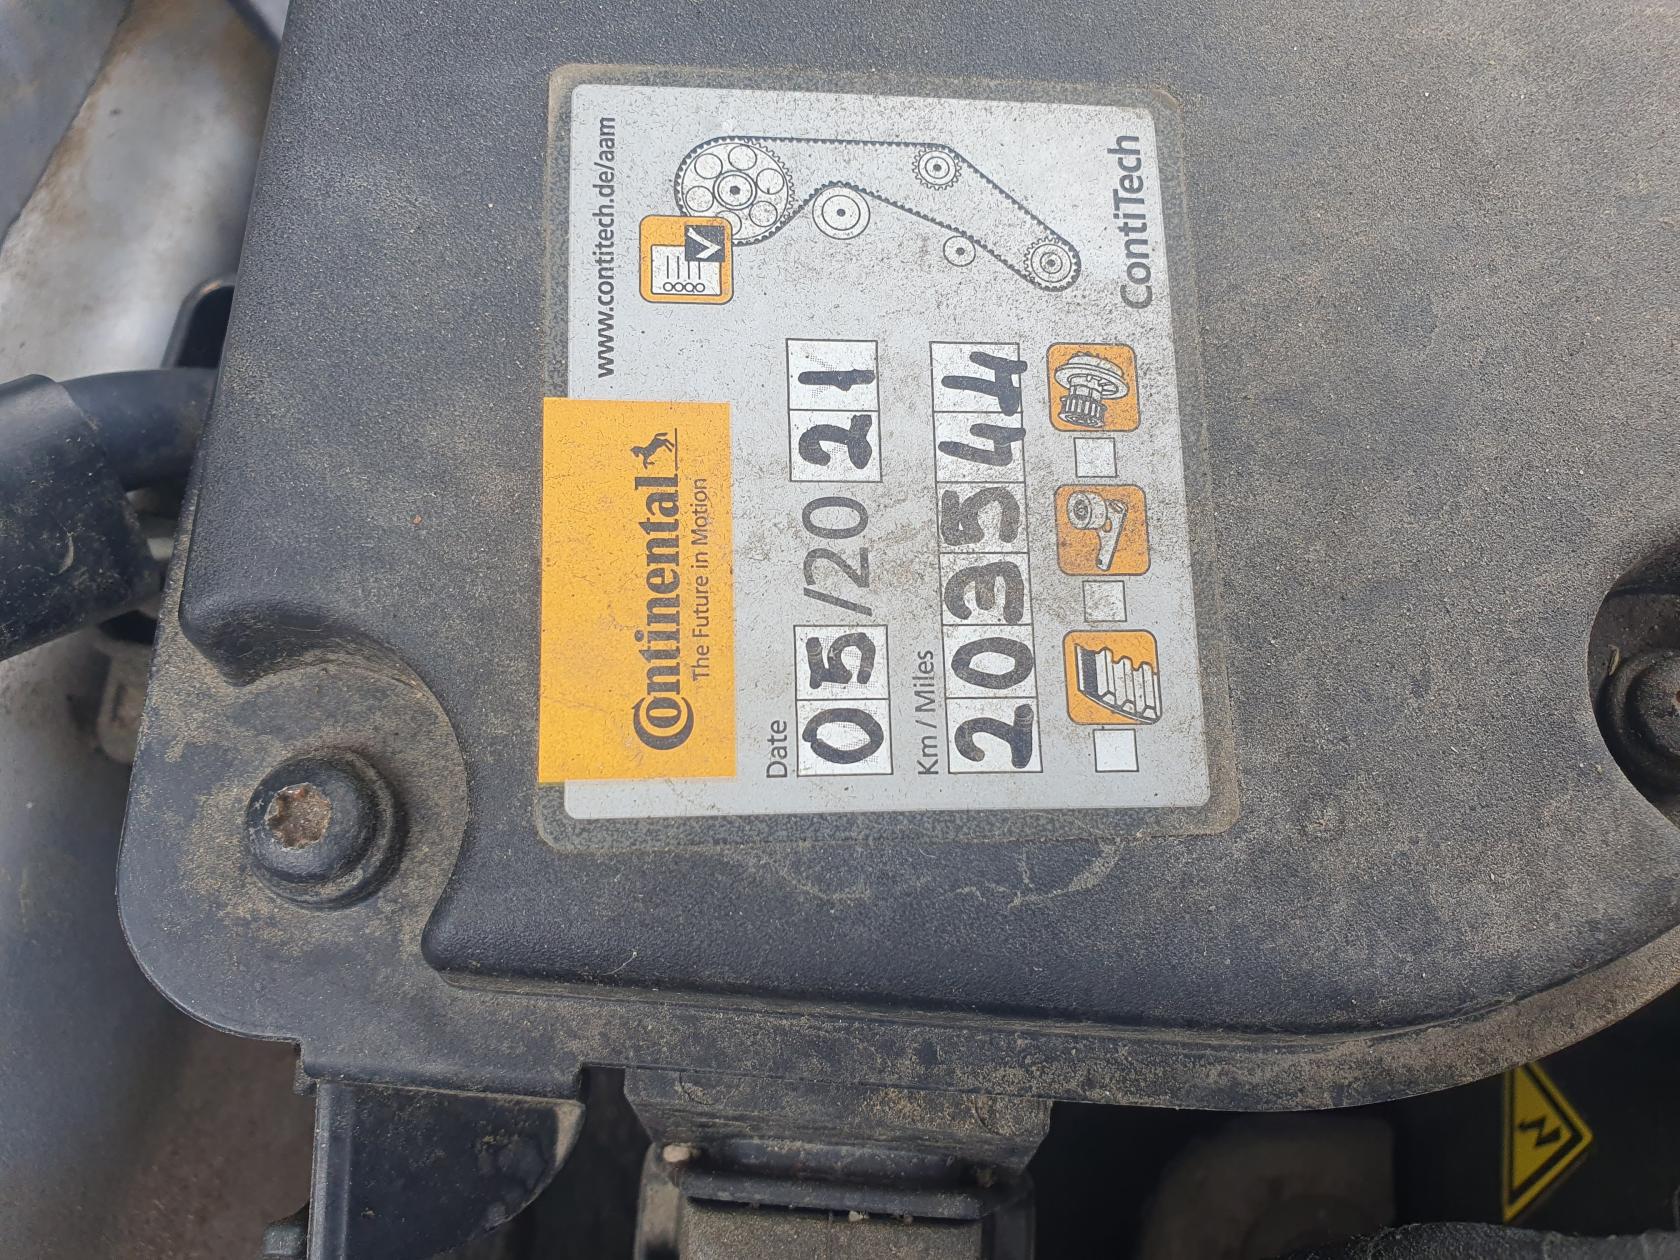 www.contitech.de/aam
Continental
The Future in Motion
Date
05/2021
Km / Miles
203544
ContiTech